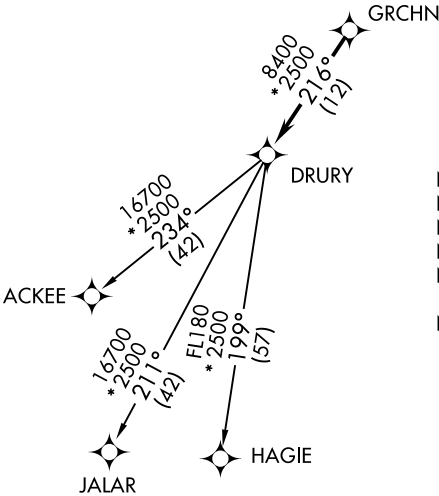 GRCHN
8400
*2500
216°
(12)
DRURY
16700
*2500
234°
(42)
ACKEE
16700
*2500
211°
(42)
JALAR
FL180
*2500
199°
(57)
HAGIE